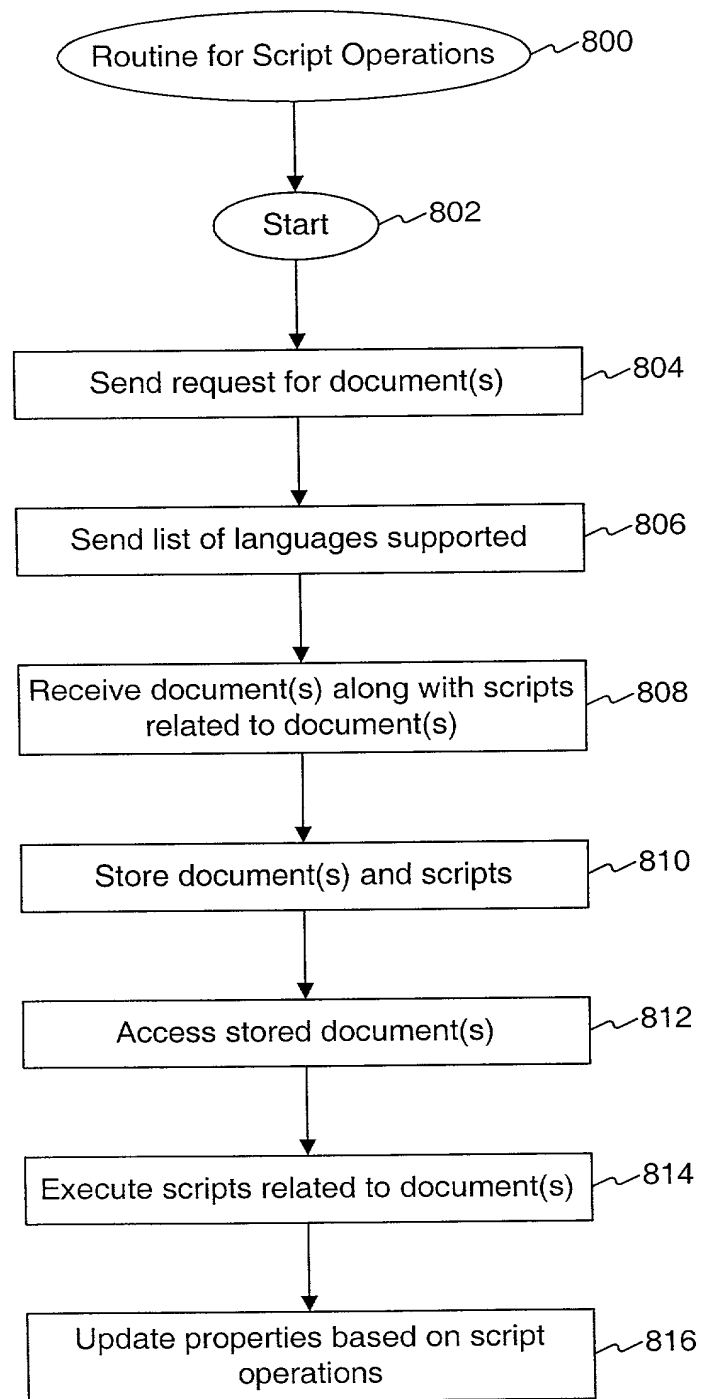 Routine for Script Operations
800
Start
802
Send request for document(s)
804
Send list of languages supported
806
Receive document(s) along with scripts
related to document(s)
808
Store document(s) and scripts
810
Access stored document(s)
812
Execute scripts related to document(s)
814
Update properties based on script
operations
816